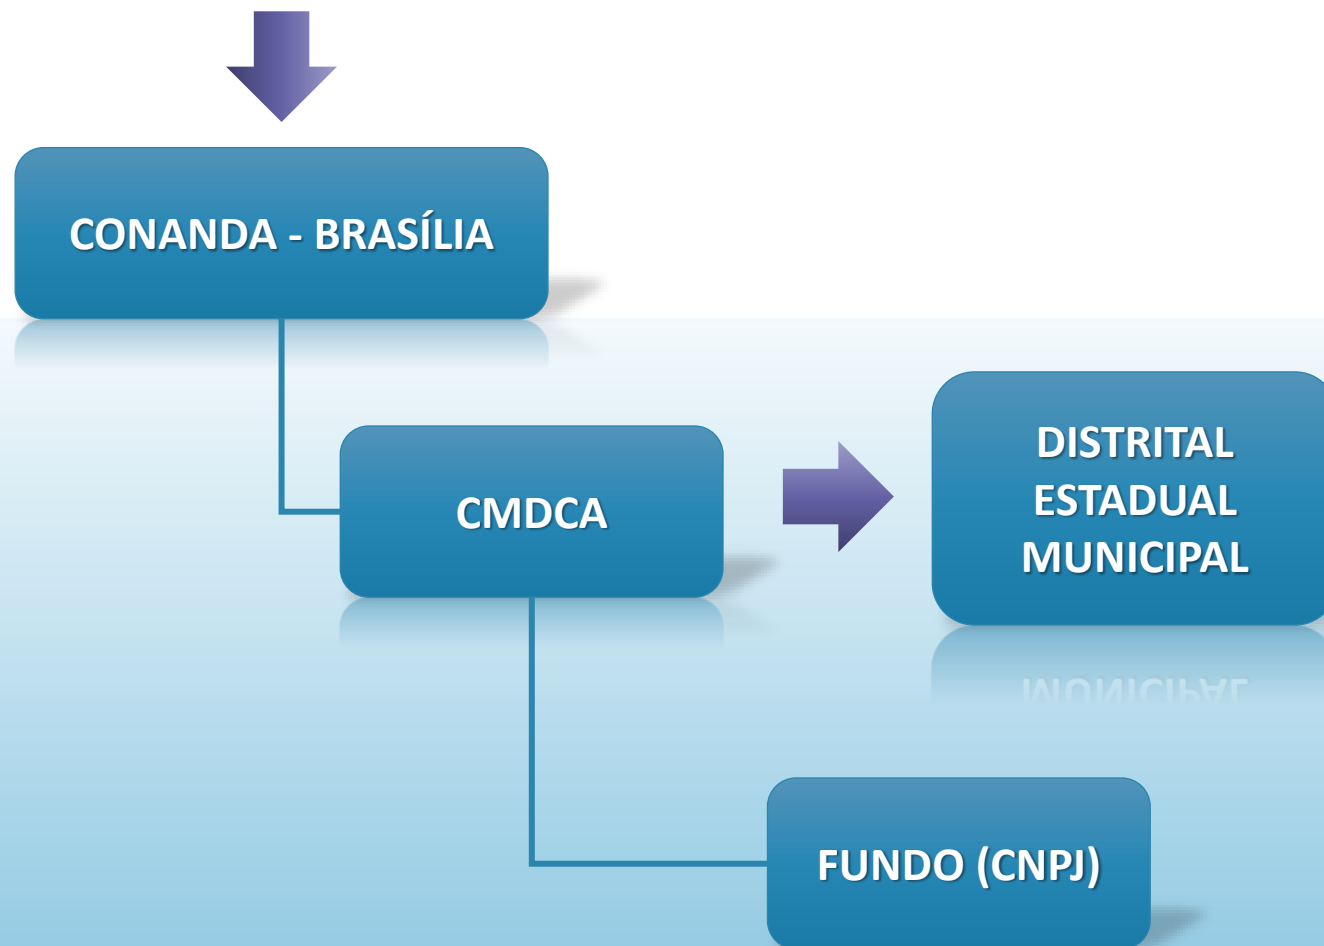 CONANDA - BRASÍLIA
CMDCA
DISTRITAL
ESTADUAL
MUNICIPAL
FUNDO (CNPJ)